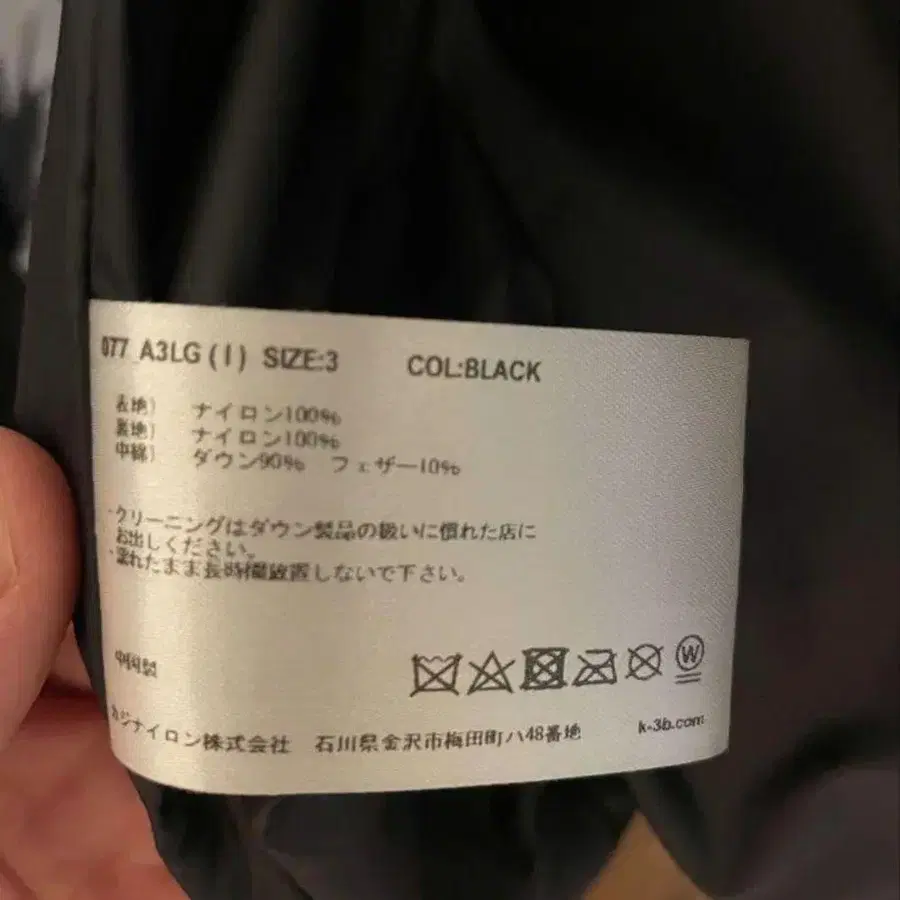 077 A3LG ( I ) SIZE:3 COL:BLACK
表地) ナイロン100%
裏地) ナイロン100%
中綿) ダウン90% フェザー10%
・クリーニングはダウン製品の扱いに慣れた店に
お出しください。
・濡れたまま長時間放置しないで下さい。
中国製
W
カジナイロン株式会社 石川県金沢市梅田町ハ48番地 k-3b.com